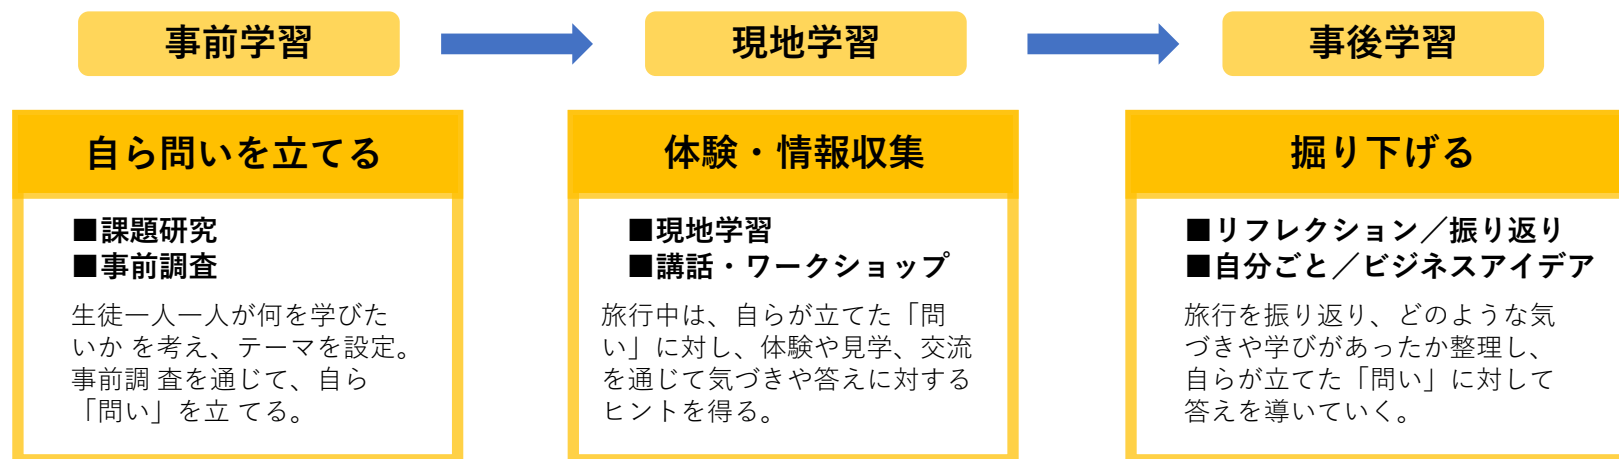 事前学習
現地学習
事後学習
自ら問いを立てる
■課題研究
■事前調査
生徒一人一人が何を学びた
いか を考え、テーマを設定。
事前調 査を通じて、自ら
「問い」を立 てる。
体験・情報収集
■現地学習
■講話・ワークショップ
旅行中は、自らが立てた「問
い」に対し、体験や見学、交流
を通じて気づきや答えに対する
ヒントを得る。
掘り下げる
■リフレクション／振り返り
■自分ごと／ビジネスアイデア
旅行を振り返り、どのような気
づきや学びがあったか整理し、
自らが立てた「問い」に対して
答えを導いていく。